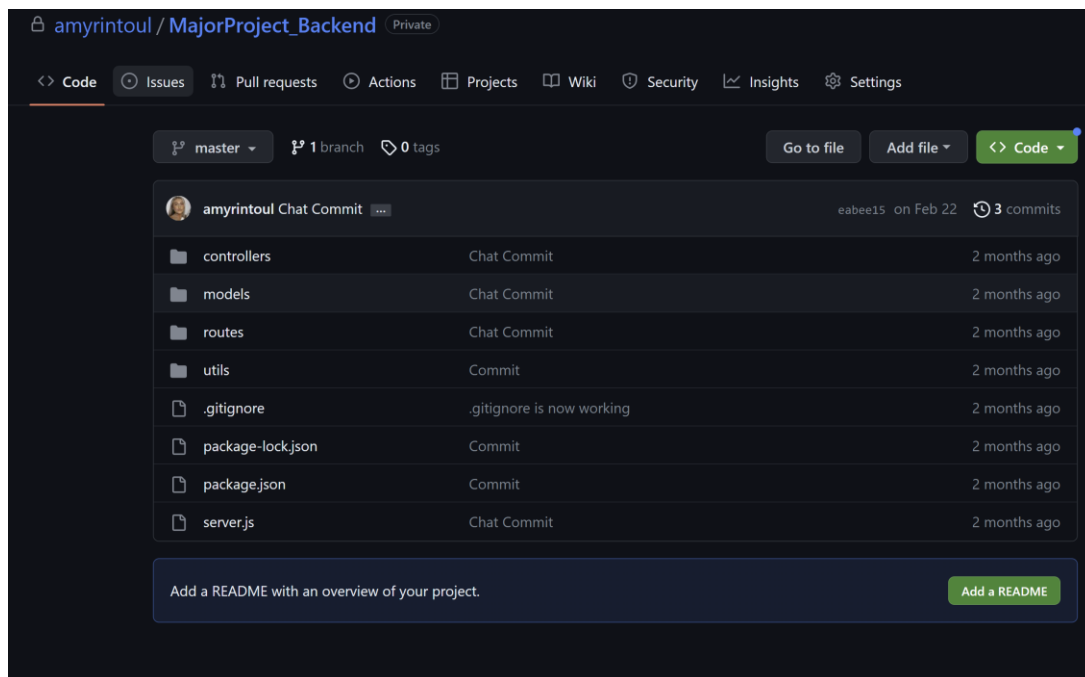 amyrintoul / MajorProject_Backend Private
Code Issues Pull requests Actions Projects Wiki Security Insights Settings
master 1 branch 0 tags Go to file Add file Code
amyrintoul Chat Commit ... eabee15 on Feb 22 3 commits
controllers Chat Commit 2 months ago
models Chat Commit 2 months ago
routes Chat Commit 2 months ago
utils Commit 2 months ago
.gitignore .gitignore is now working 2 months ago
package-lock.json Commit 2 months ago
package.json Commit 2 months ago
server.js Chat Commit 2 months ago
Add a README with an overview of your project. Add a README